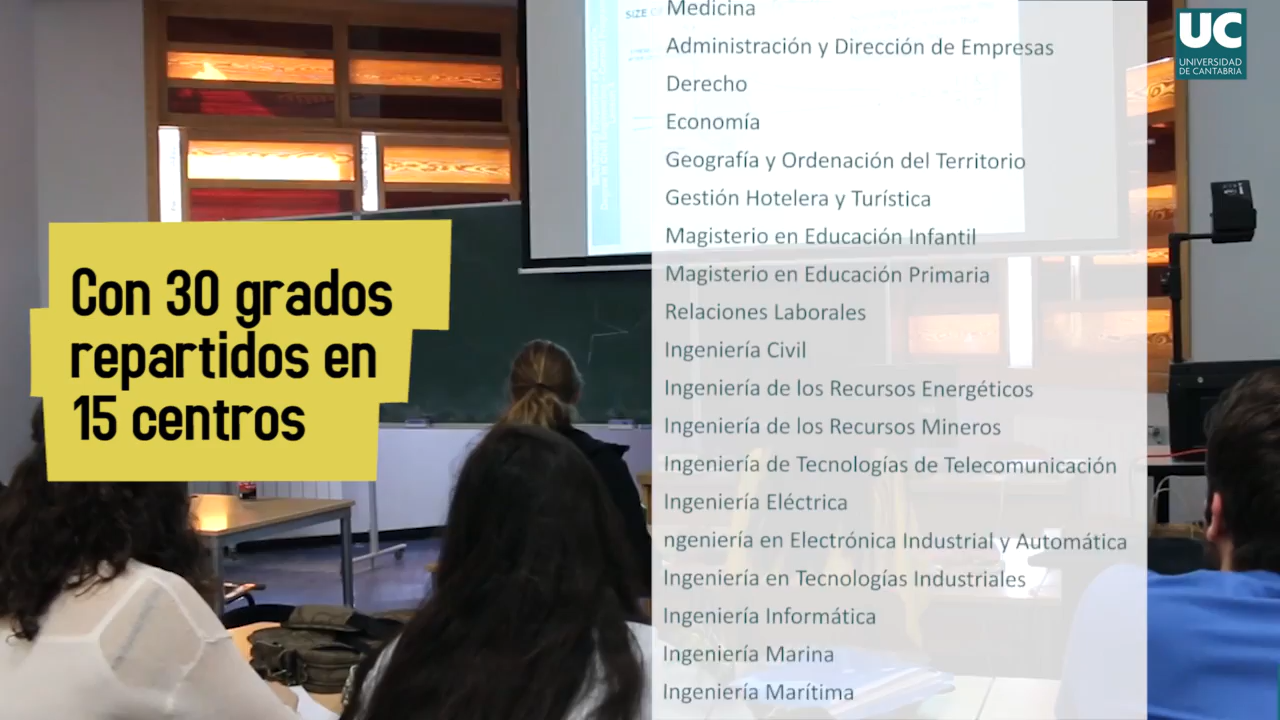 Medicina
Administración y Dirección de Empresas
Derecho
Economía
Geografía y Ordenación del Territorio
Gestión Hotelera y Turística
Magisterio en Educación Infantil
Magisterio en Educación Primaria
Relaciones Laborales
Ingeniería Civil
Ingeniería de los Recursos Energéticos
Ingeniería de los Recursos Mineros
Ingeniería de Tecnologías de Telecomunicación
Ingeniería Eléctrica
ngeniería en Electrónica Industrial y Automática
Ingeniería en Tecnologías Industriales
Ingeniería Informática
Ingeniería Marina
Ingeniería Marítima
Con 30 grados
repartidos en
15 centros
UC
UNIVERSIDAD
DE CANTABRIA
SIZE